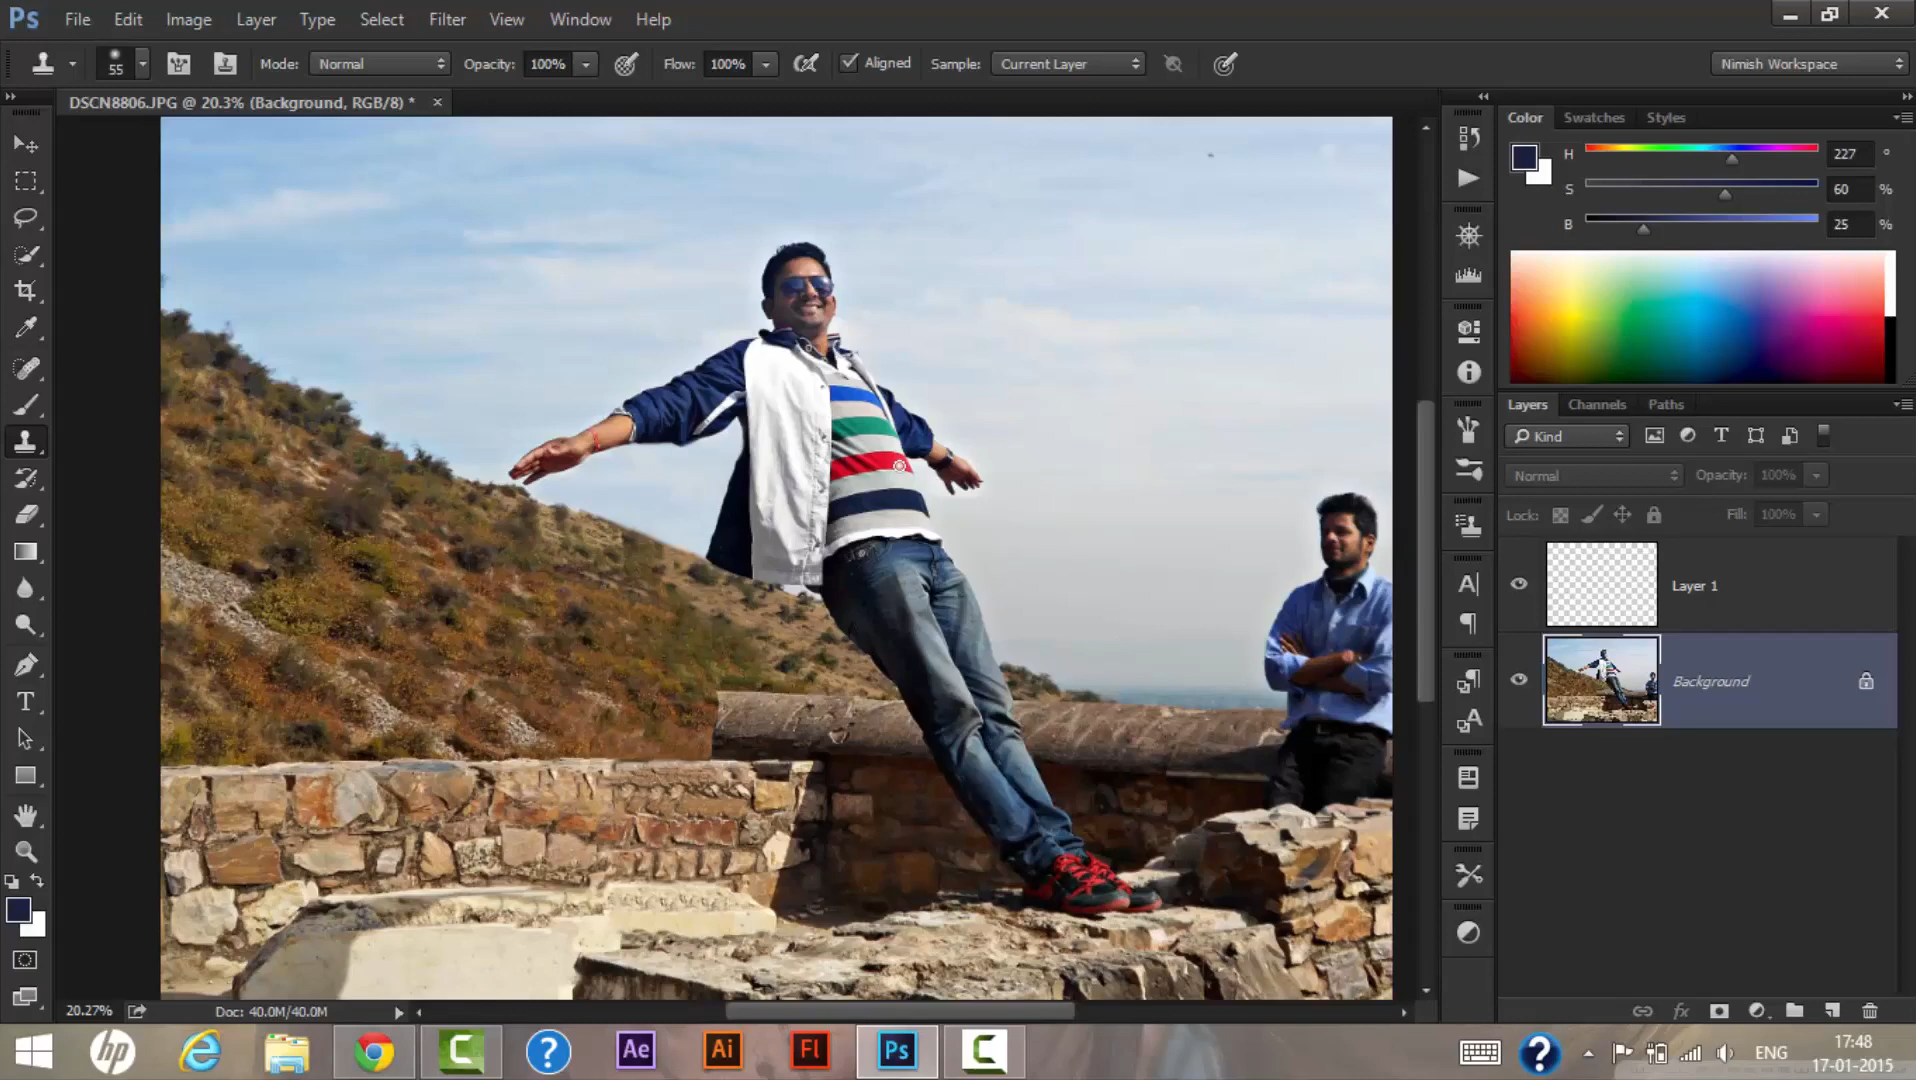 Ps File Edit Image Layer Type Select Filter View Window Help
55 Mode: Normal Opacity: 100% Flow: 100% Aligned Sample: Current Layer Nimish Workspace
DSCN8806.JPG @ 20.3% (Background, RGB/8) * ×
Color Swatches Styles
H 227 °
S 60 %
B 25 %
Layers Channels Paths
Kind
Normal Opacity: 100%
Lock: Fill: 100%
Layer 1
Background
20.27% Doc: 40.0M/40.0M
hp Ae Ai Fl Ps ENG 17:48
17-01-2015